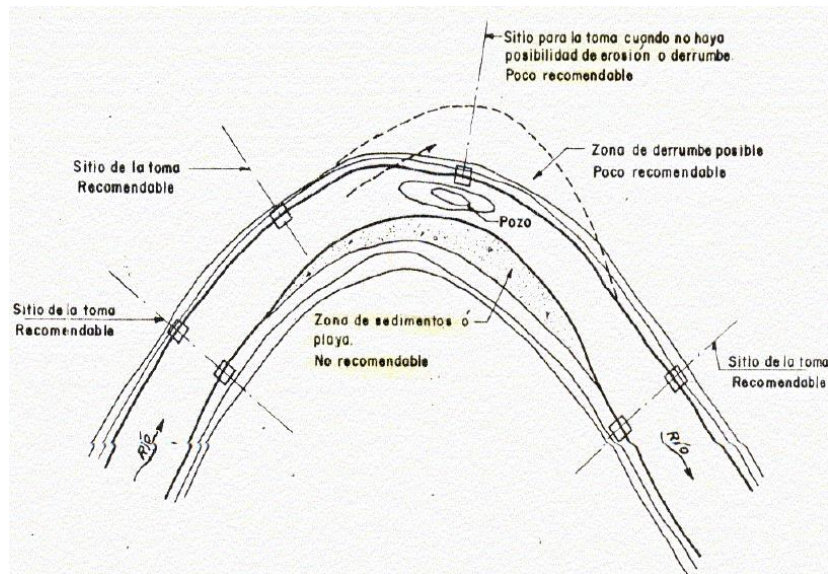 Sitio para la toma cuando no haya
posibilidad de erosión o derrumbe.
Poco recomendable
Zona de derrumbe posible
Poco recomendable
Sitio de la toma
Recomendable
Pozo
Sitio de la toma
Recomendable
Zona de sedimentos ó
playa.
No recomendable
Sitio de la toma
Recomendable
Río
Río